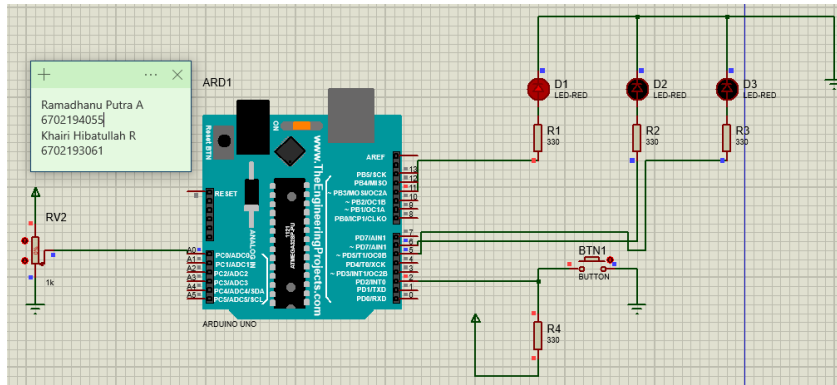 Ramadhanu Putra A
6702194055
Khairi Hibatullah R
6702193061
ARD1
Reset BTN
ON
www.TheEngineeringProjects.com
AREF
13
PB5/SCK
12
PB4/MISO
11
~ PB3/MOSI/OC2A
10
~ PB2/OC1B
9
~ PB1/OC1A
8
PB0/ICP1/CLKO
7
PD7/AIN1
6
~ PD7/AIN1
5
~ PD5/T1/OC0B
4
PD4/T0/XCK
3
~ PD3/INT1/OC2B
2
PD2/INT0
1
PD1/TXD
0
PD0/RXD
RESET
ANALOG IN
A0
PC0/ADC0
A1
PC1/ADC1
A2
PC2/ADC2
A3
PC3/ADC3
A4
PC4/ADC4/SDA
A5
PC5/ADC5/SCL
ARDUINO UNO
RV2
1k
D1
LED-RED
D2
LED-RED
D3
LED-RED
R1
330
R2
330
R3
330
BTN1
BUTTON
R4
330